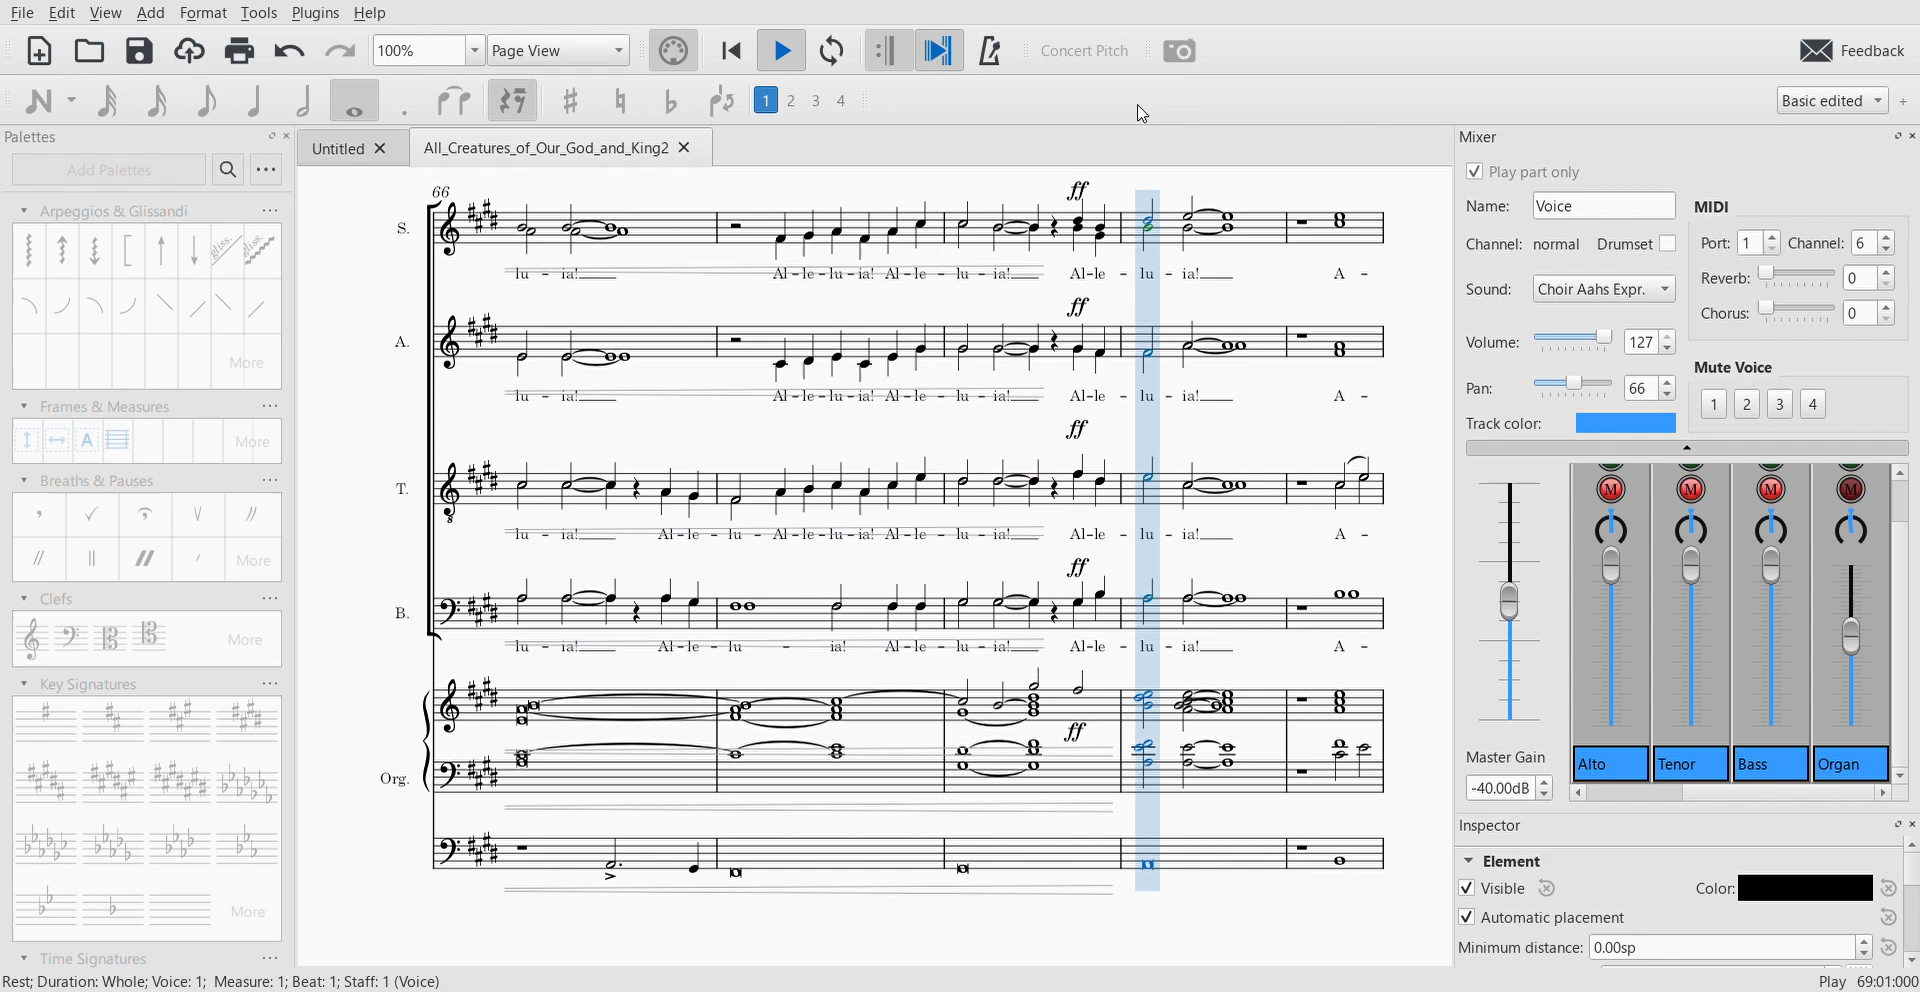 File Edit View Add Format Tools Plugins Help
100% Page View Concert Pitch Feedback
1 2 3 4 Basic edited +
Palettes
Add Palettes ...
Arpeggios & Glissandi ...
gliss. gliss.
More
Frames & Measures ...
A More
Breaths & Pauses ...
More
Clefs ...
More
Key Signatures ...
More
Time Signatures ...
Untitled All_Creatures_of_Our_God_and_King2
66
ff
S.
lu - ia! Al-le-lu-ia! Al-le - lu - ia! Al-le - lu - ia! A -
ff
A.
lu - ia! Al-le-lu-ia! Al-le - lu - ia! Al-le - lu - ia! A -
ff
T.
8
lu - ia! Al-le - lu - Al-le-lu-ia! Al-le - lu - ia! Al-le - lu - ia! A -
ff
B.
lu - ia! Al-le - lu - ia! Al-le - lu - ia! Al-le - lu - ia! A -
ff
Org.
Mixer
Play part only
Name: Voice
Channel: normal Drumset
Sound: Choir Aahs Expr.
Volume: 127
Pan: 66
Track color:
MIDI
Port: 1 Channel: 6
Reverb: 0
Chorus: 0
Mute Voice
1 2 3 4
M M M M
Master Gain
-40.00dB
Alto Tenor Bass Organ
Inspector
Element
Visible Color:
Automatic placement
Minimum distance: 0.00sp
Rest; Duration: Whole; Voice: 1; Measure: 1; Beat: 1; Staff: 1 (Voice) Play 69:01:000